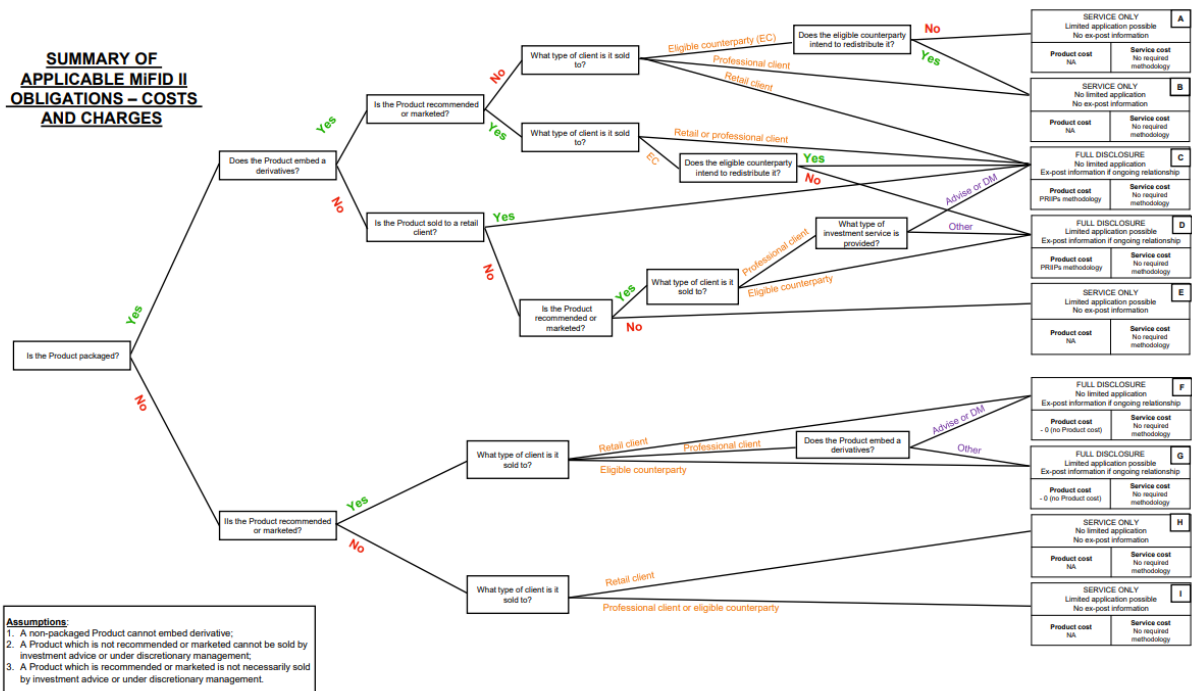 SUMMARY OF
APPLICABLE MiFID II
OBLIGATIONS – COSTS
AND CHARGES
Is the Product packaged?
Yes
No
Does the Product embed a
derivatives?
Yes
No
Is the Product recommended
or marketed?
No
Yes
What type of client is it sold
to?
Eligible counterparty (EC)
Professional client
Retail client
Does the eligible counterparty
intend to redistribute it?
No
Yes
What type of client is it sold
to?
Retail or professional client
EC
Does the eligible counterparty
intend to redistribute it?
Yes
No
Is the Product sold to a retail
client?
Yes
No
Is the Product
recommended or
marketed?
Yes
No
What type of client is it
sold to?
Professional client
Eligible counterparty
What type of
investment service is
provided?
Advise or DM
Other
IIs the Product recommended
or marketed?
Yes
No
What type of client is it
sold to?
Retail client
Professional client
Eligible counterparty
Does the Product embed a
derivatives?
Advise or DM
Other
What type of client is it
sold to?
Retail client
Professional client or eligible counterparty
A
SERVICE ONLY
Limited application possible
No ex-post information
Product cost
NA
Service cost
No required
methodology
B
SERVICE ONLY
No limited application
No ex-post information
Product cost
NA
Service cost
No required
methodology
C
FULL DISCLOSURE
No limited application
Ex-post information if ongoing relationship
Product cost
PRIIPs methodology
Service cost
No required
methodology
D
FULL DISCLOSURE
Limited application possible
Ex-post information if ongoing relationship
Product cost
PRIIPs methodology
Service cost
No required
methodology
E
SERVICE ONLY
Limited application possible
No ex-post information
Product cost
NA
Service cost
No required
methodology
F
FULL DISCLOSURE
No limited application
Ex-post information if ongoing relationship
Product cost
- 0 (no Product cost)
Service cost
No required
methodology
G
FULL DISCLOSURE
Limited application possible
Ex-post information if ongoing relationship
Product cost
- 0 (no Product cost)
Service cost
No required
methodology
H
SERVICE ONLY
No limited application
No ex-post information
Product cost
NA
Service cost
No required
methodology
I
SERVICE ONLY
Limited application possible
No ex-post information
Product cost
NA
Service cost
No required
methodology
Assumptions:
1. A non-packaged Product cannot embed derivative;
2. A Product which is not recommended or marketed cannot be sold by
investment advice or under discretionary management;
3. A Product which is recommended or marketed is not necessarily sold
by investment advice or under discretionary management.